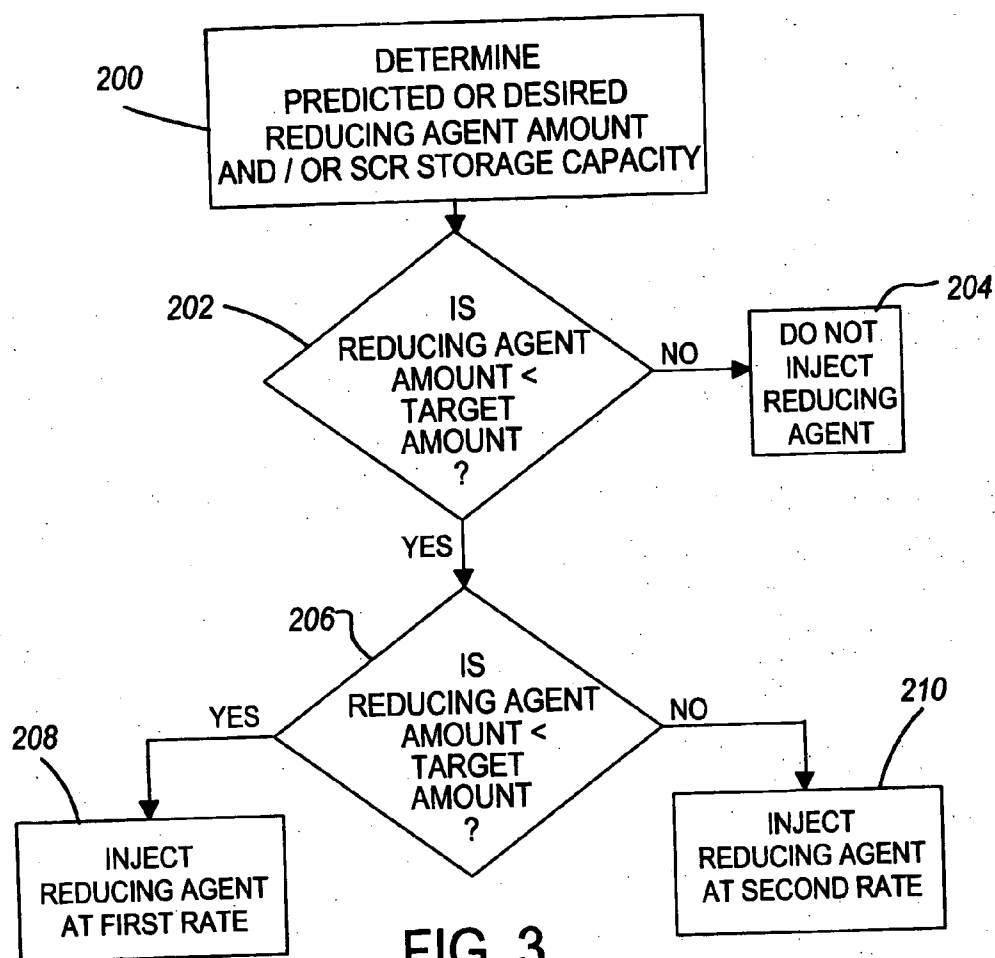 200
DETERMINE
PREDICTED OR DESIRED
REDUCING AGENT AMOUNT
AND / OR SCR STORAGE CAPACITY
202
IS
REDUCING AGENT
AMOUNT <
TARGET
AMOUNT
?
NO
204
DO NOT
INJECT
REDUCING
AGENT
YES
206
IS
REDUCING AGENT
AMOUNT <
TARGET
AMOUNT
?
YES
208
INJECT
REDUCING AGENT
AT FIRST RATE
NO
210
INJECT
REDUCING AGENT
AT SECOND RATE
FIG. 3